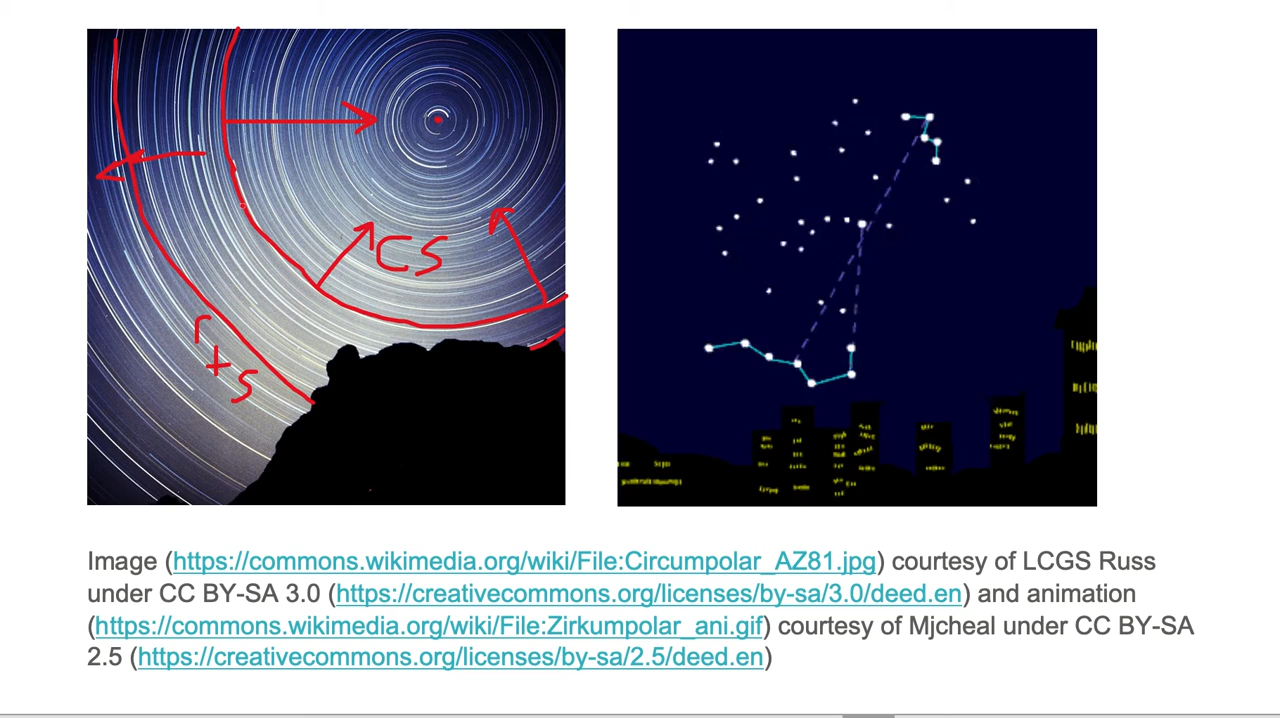 CS
r+s
Image (https://commons.wikimedia.org/wiki/File:Circumpolar_AZ81.jpg) courtesy of LCGS Russ
under CC BY-SA 3.0 (https://creativecommons.org/licenses/by-sa/3.0/deed.en) and animation
(https://commons.wikimedia.org/wiki/File:Zirkumpolar_ani.gif) courtesy of Mjcheal under CC BY-SA
2.5 (https://creativecommons.org/licenses/by-sa/2.5/deed.en)